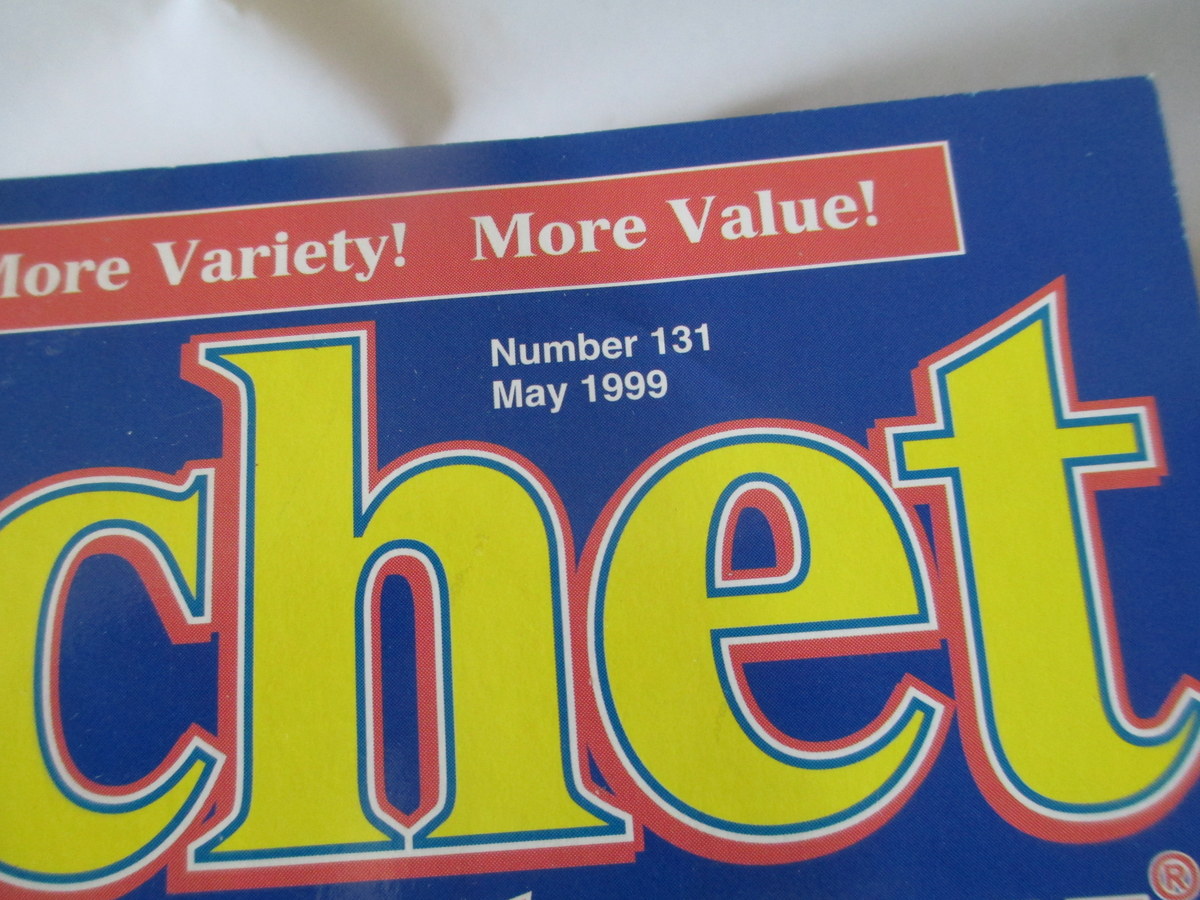 More Variety! More Value!
Number 131
May 1999
chet
®